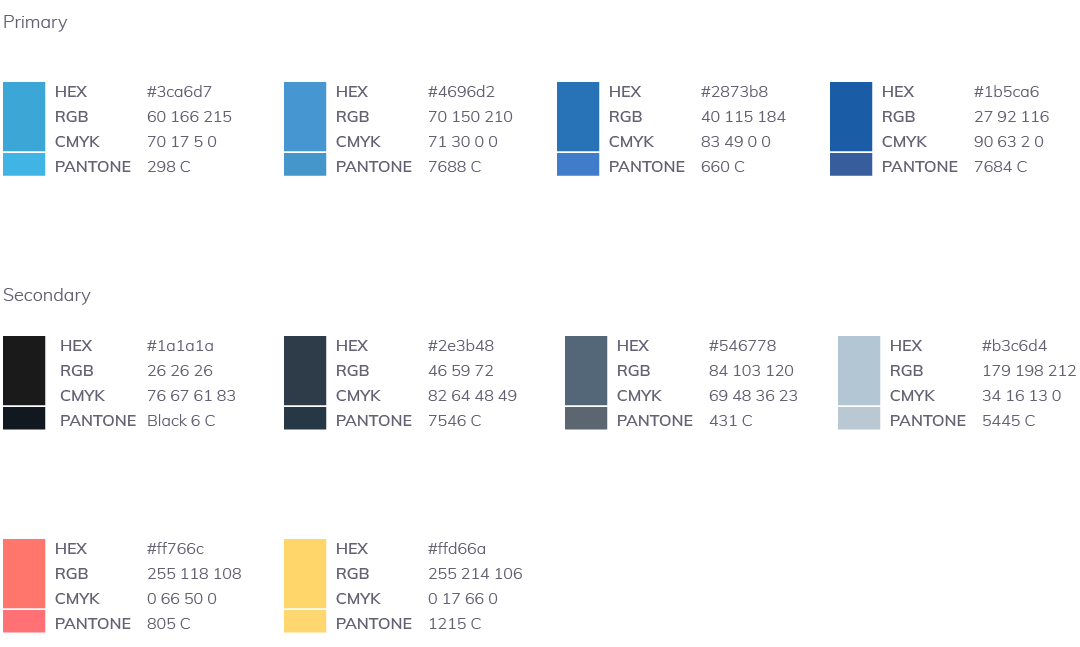 Primary
HEX #3ca6d7 HEX #4696d2 HEX #2873b8 HEX #1b5ca6
RGB 60 166 215 RGB 70 150 210 RGB 40 115 184 RGB 27 92 116
CMYK 70 17 5 0 CMYK 71 30 0 0 CMYK 83 49 0 0 CMYK 90 63 2 0
PANTONE 298 C PANTONE 7688 C PANTONE 660 C PANTONE 7684 C
Secondary
HEX #1a1a1a HEX #2e3b48 HEX #546778 HEX #b3c6d4
RGB 26 26 26 RGB 46 59 72 RGB 84 103 120 RGB 179 198 212
CMYK 76 67 61 83 CMYK 82 64 48 49 CMYK 69 48 36 23 CMYK 34 16 13 0
PANTONE Black 6 C PANTONE 7546 C PANTONE 431 C PANTONE 5445 C
HEX #ff766c HEX #ffd66a
RGB 255 118 108 RGB 255 214 106
CMYK 0 66 50 0 CMYK 0 17 66 0
PANTONE 805 C PANTONE 1215 C